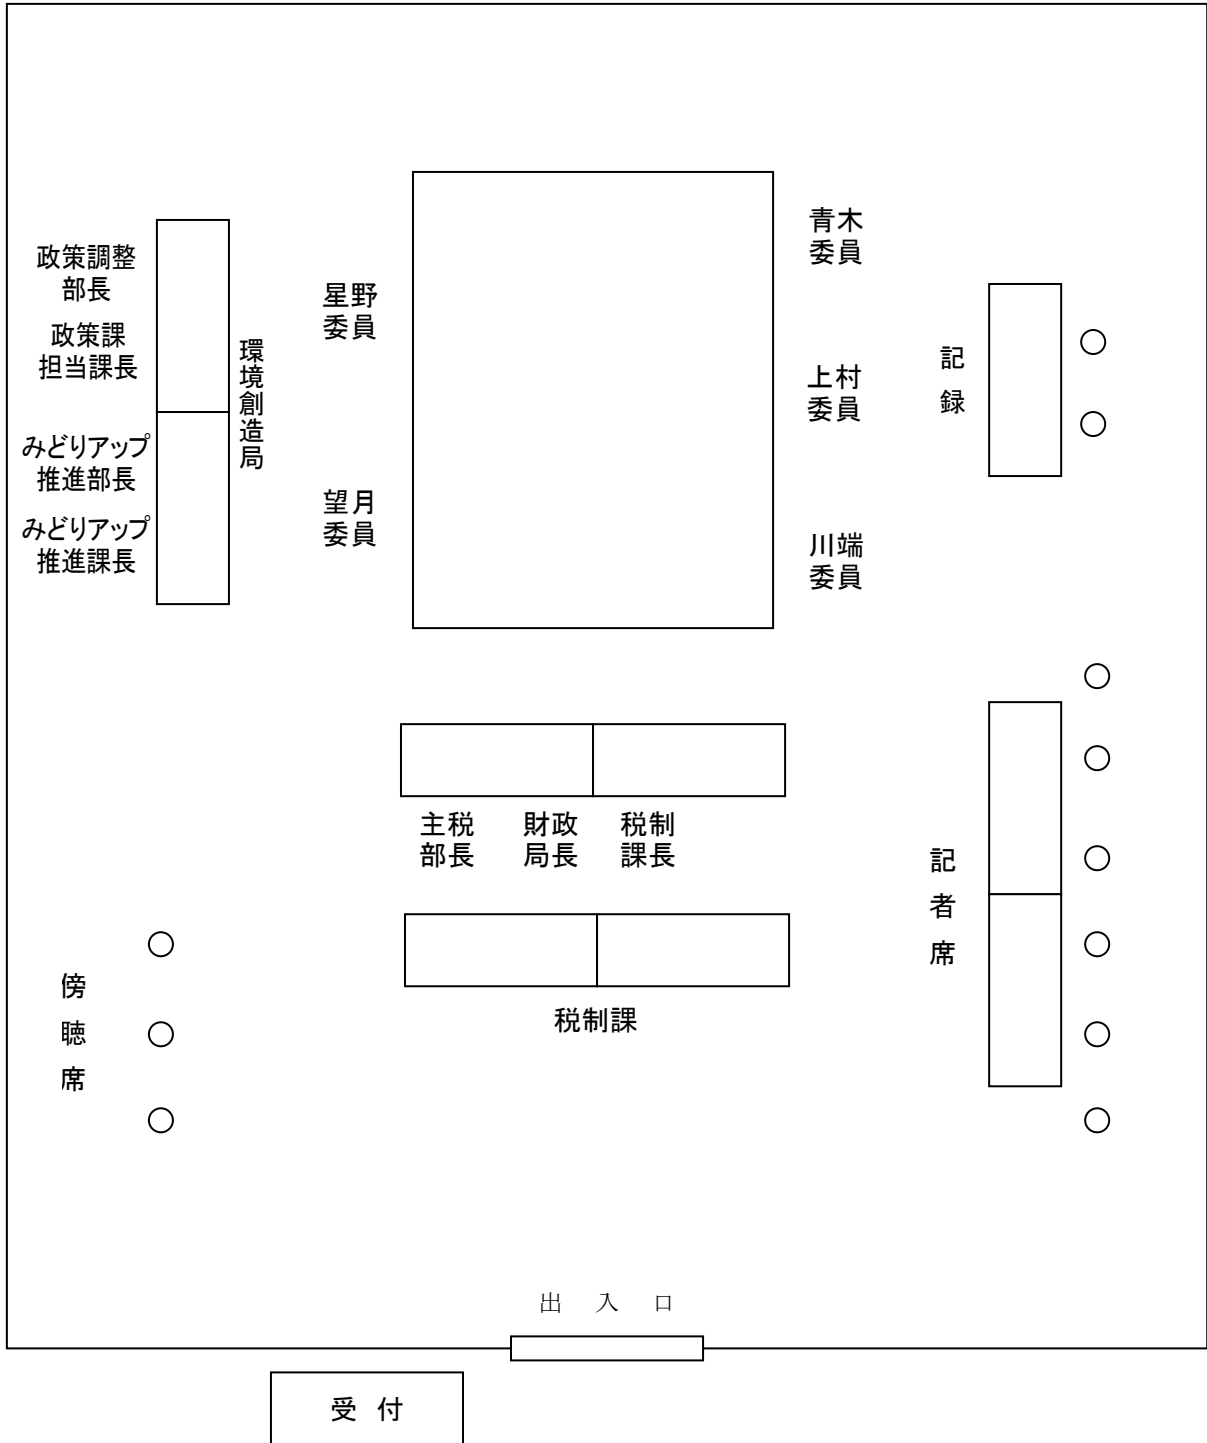 政策調整
部長
政策課
担当課長
みどりアップ
推進部長
みどりアップ
推進課長
環境創造局
星野
委員
望月
委員
青木
委員
上村
委員
川端
委員
記録
主税
部長
財政
局長
税制
課長
税制課
記者席
傍聴席
出入口
受付